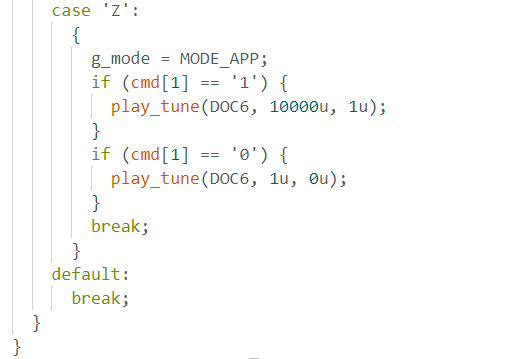 case 'Z':
{
g_mode = MODE_APP;
if (cmd[1] == '1') {
play_tune(DOC6, 10000u, 1u);
}
if (cmd[1] == '0') {
play_tune(DOC6, 1u, 0u);
}
break;
}
default:
break;
}
}